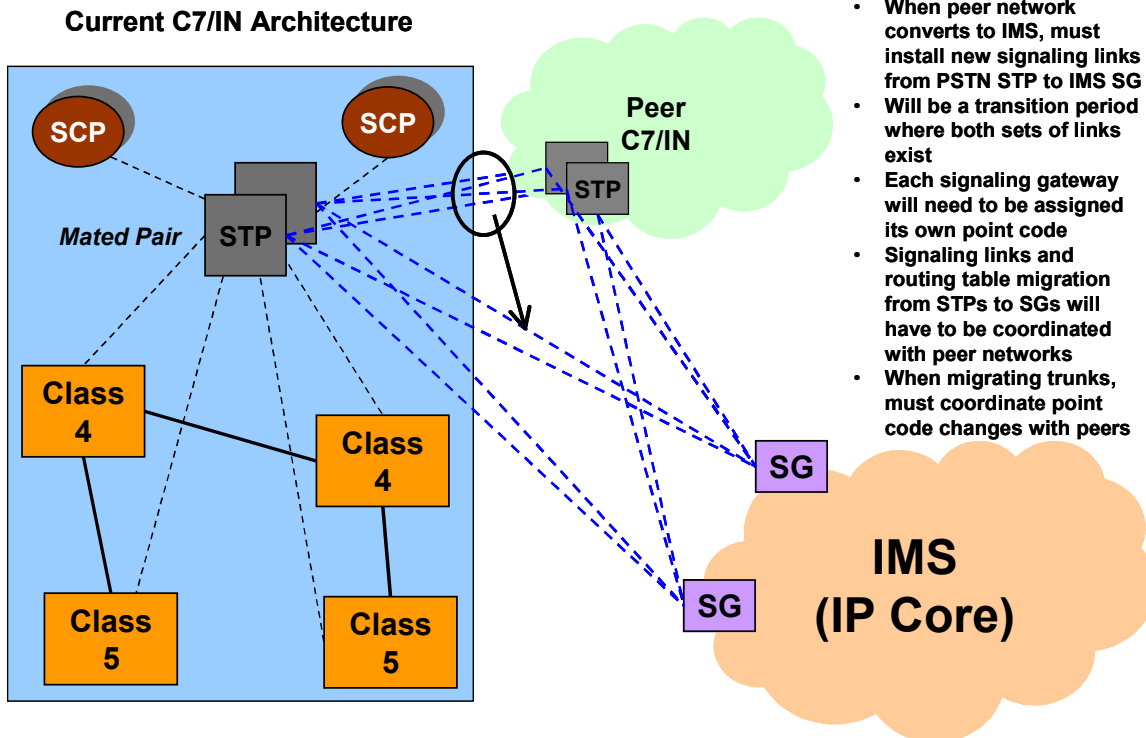 Current C7/IN Architecture
SCP
SCP
Mated Pair
STP
Class
4
Class
4
Class
5
Class
5
Peer
C7/IN
STP
SG
SG
IMS
(IP Core)
• When peer network
converts to IMS, must
install new signaling links
from PSTN STP to IMS SG
• Will be a transition period
where both sets of links
exist
• Each signaling gateway
will need to be assigned
its own point code
• Signaling links and
routing table migration
from STPs to SGs will
have to be coordinated
with peer networks
• When migrating trunks,
must coordinate point
code changes with peers